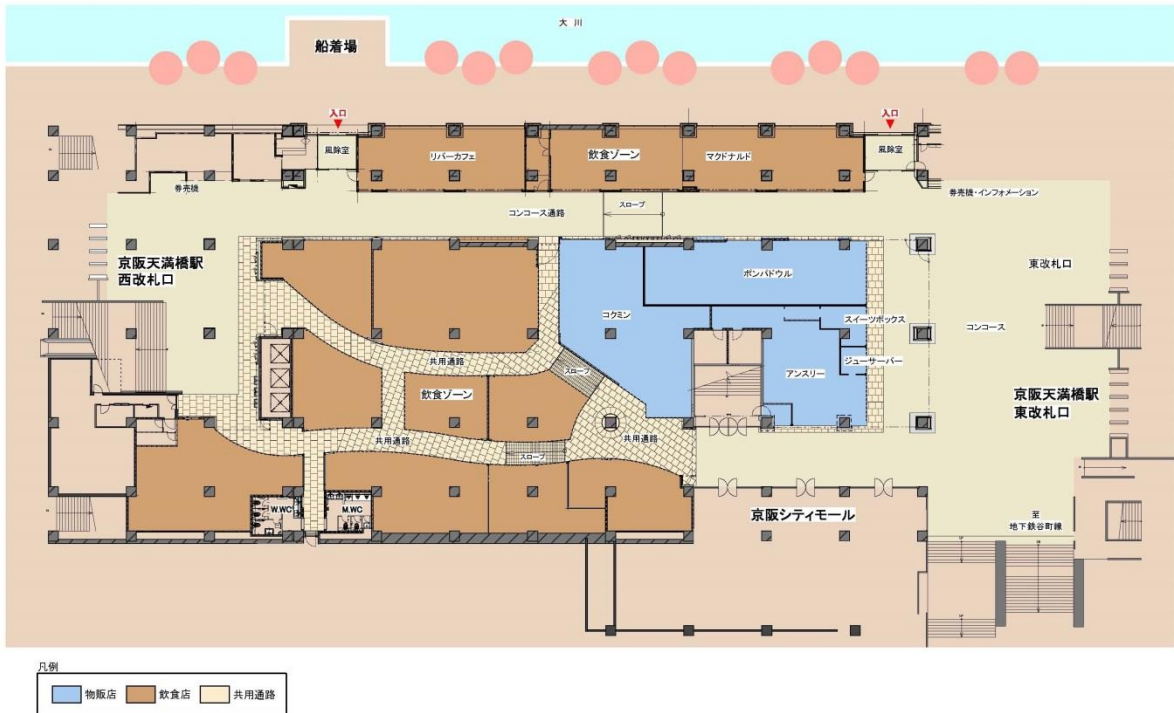 大川
船着場
入口
入口
風除室
リバーカフェ
飲食ゾーン
マクドナルド
風除室
券売機
券売機・インフォメーション
コンコース通路
スロープ
京阪天満橋駅
西改札口
東改札口
ポンパドウル
コクミン
スイーツボックス
コンコース
共用通路
スロープ
ジューサーバー
アンスリー
飲食ゾーン
京阪天満橋駅
東改札口
共用通路
共用通路
スロープ
W.WC
M.WC
京阪シティモール
至
地下鉄谷町線
凡例
物販店
飲食店
共用通路